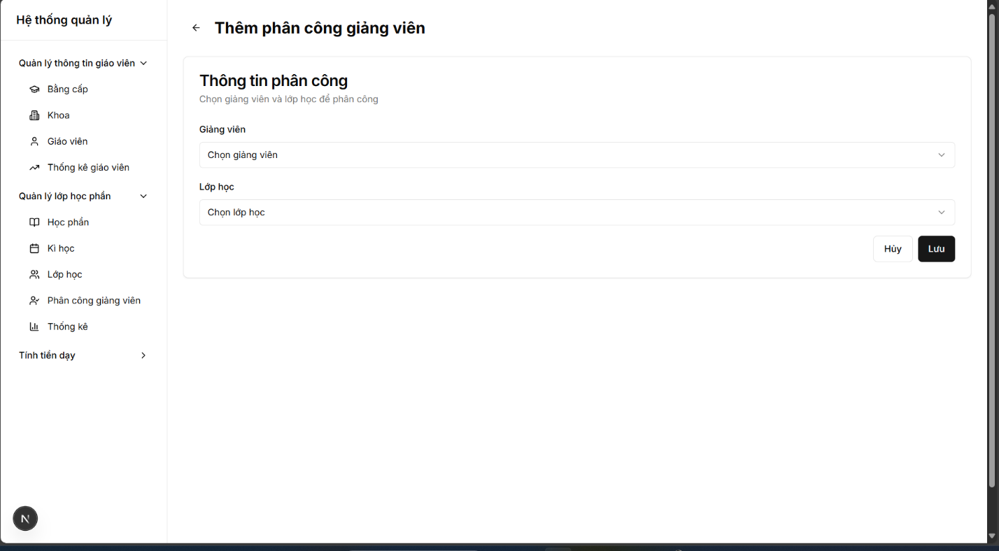 Hệ thống quản lý
Quản lý thông tin giáo viên
Bằng cấp
Khoa
Giáo viên
Thống kê giáo viên
Quản lý lớp học phần
Học phần
Kì học
Lớp học
Phân công giảng viên
Thống kê
Tính tiền dạy
N
Thêm phân công giảng viên
Thông tin phân công
Chọn giảng viên và lớp học để phân công
Giảng viên
Chọn giảng viên
Lớp học
Chọn lớp học
Hủy
Lưu